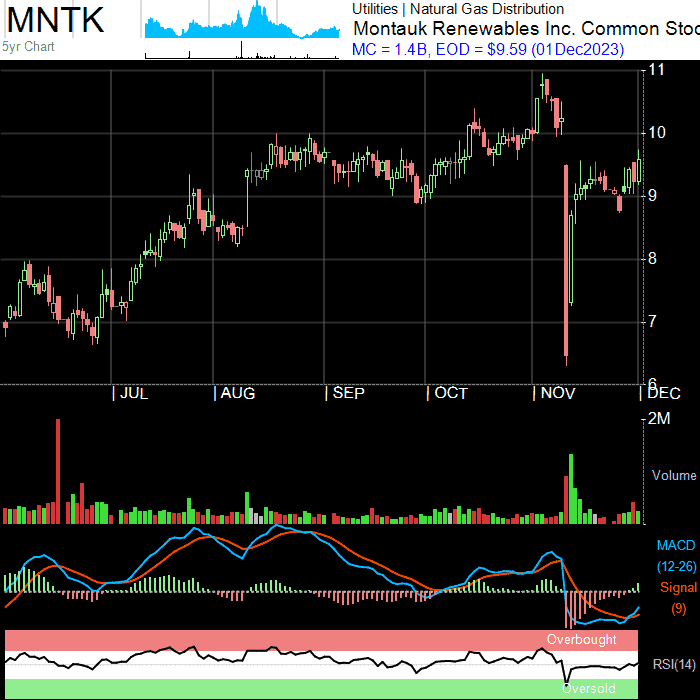 MNTK
5yr Chart
Utilities | Natural Gas Distribution
Montauk Renewables Inc. Common Stoc
MC = 1.4B, EOD = $9.59 (01Dec2023)
11
10
9
8
7
6
JUL
AUG
SEP
OCT
NOV
DEC
2M
Volume
MACD
(12-26)
Signal
(9)
Overbought
RSI(14)
Oversold